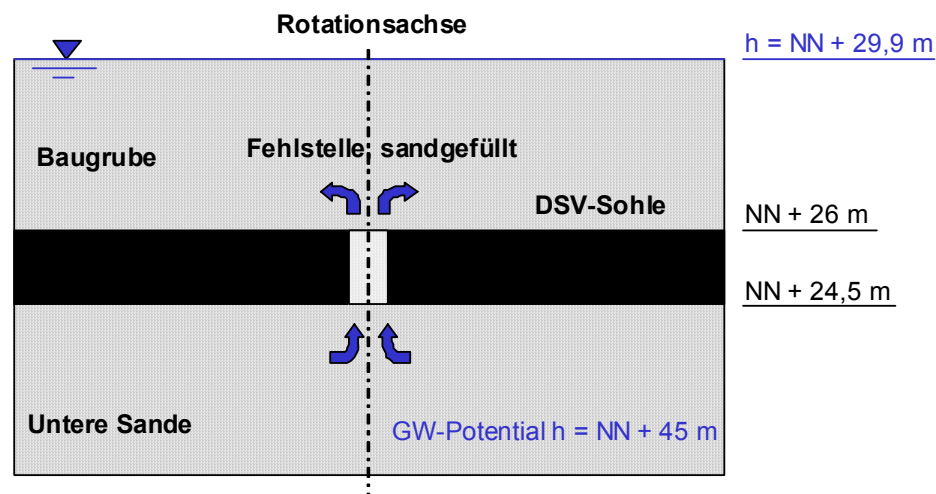 Rotationsachse
h = NN + 29,9 m
Baugrube
Fehlstelle, sandgefüllt
DSV-Sohle
NN + 26 m
NN + 24,5 m
Untere Sande
GW-Potential h = NN + 45 m